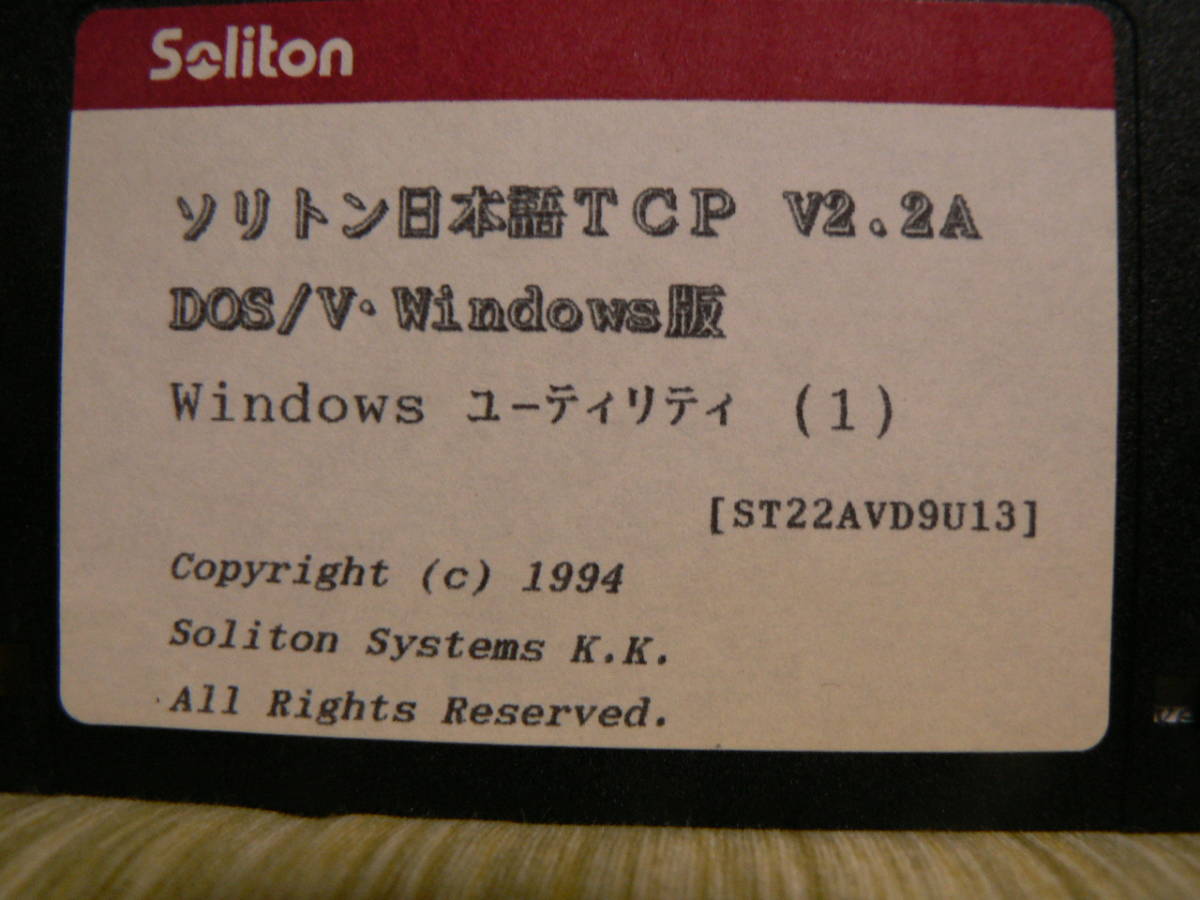 Soliton
ソリトン日本語TCP V2.2A
DOS/V・Windows版
Windows ユーティリティ (1)
[ST22AVD9U13]
Copyright (c) 1994
Soliton Systems K.K.
All Rights Reserved.